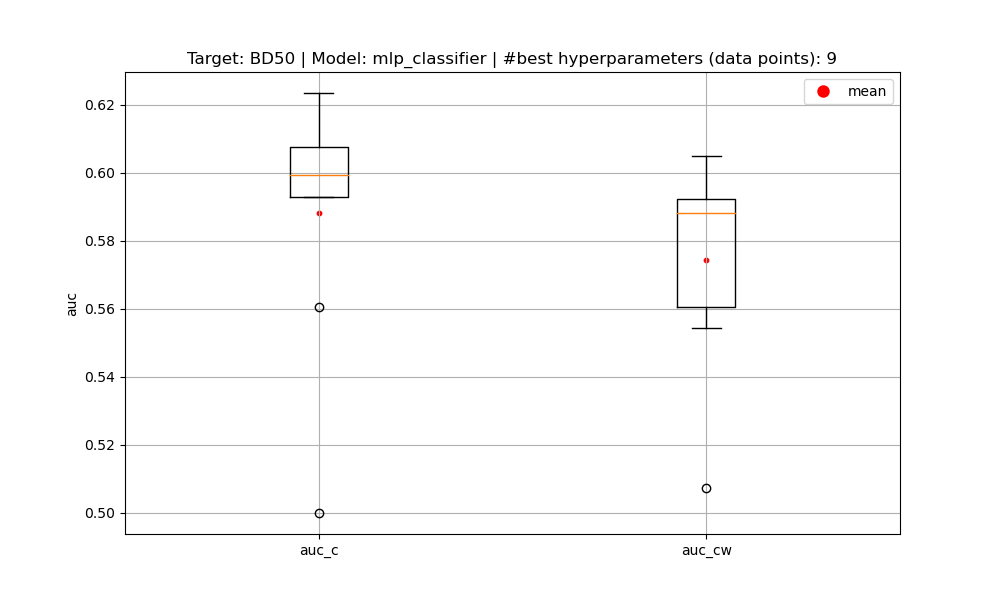 Target: BD50 | Model: mlp_classifier | #best hyperparameters (data points): 9
mean
0.62
0.60
0.58
0.56
0.54
0.52
0.50
auc
auc_c
auc_cw